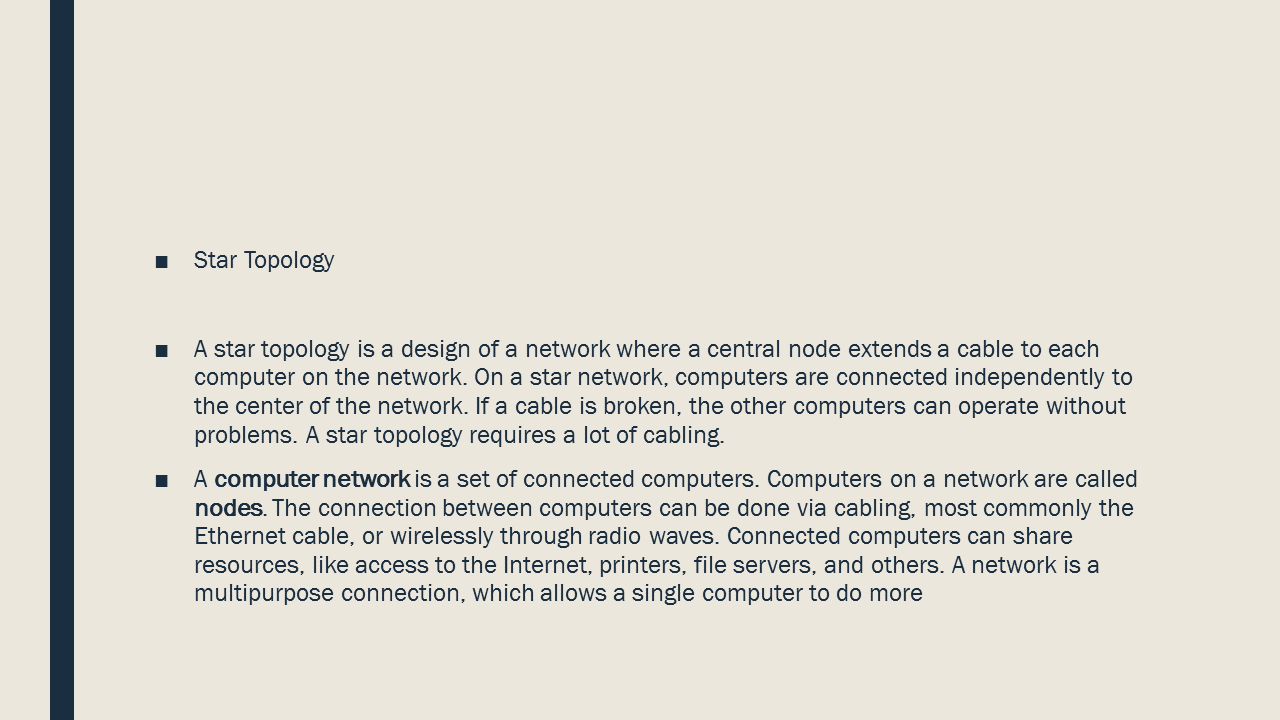 ■ Star Topology
■ A star topology is a design of a network where a central node extends a cable to each
computer on the network. On a star network, computers are connected independently to
the center of the network. If a cable is broken, the other computers can operate without
problems. A star topology requires a lot of cabling.
■ A computer network is a set of connected computers. Computers on a network are called
nodes. The connection between computers can be done via cabling, most commonly the
Ethernet cable, or wirelessly through radio waves. Connected computers can share
resources, like access to the Internet, printers, file servers, and others. A network is a
multipurpose connection, which allows a single computer to do more